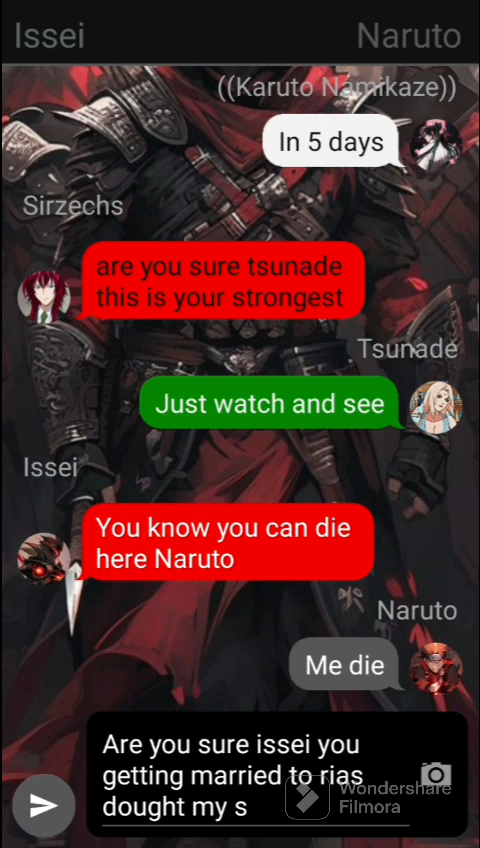 Issei
Naruto
((Karuto Namikaze))
In 5 days
Sirzechs
are you sure tsunade
this is your strongest
Tsunade
Just watch and see
Issei
You know you can die
here Naruto
Naruto
Me die
Are you sure issei you
getting married to rias
dought my s
Wondershare
Filmora